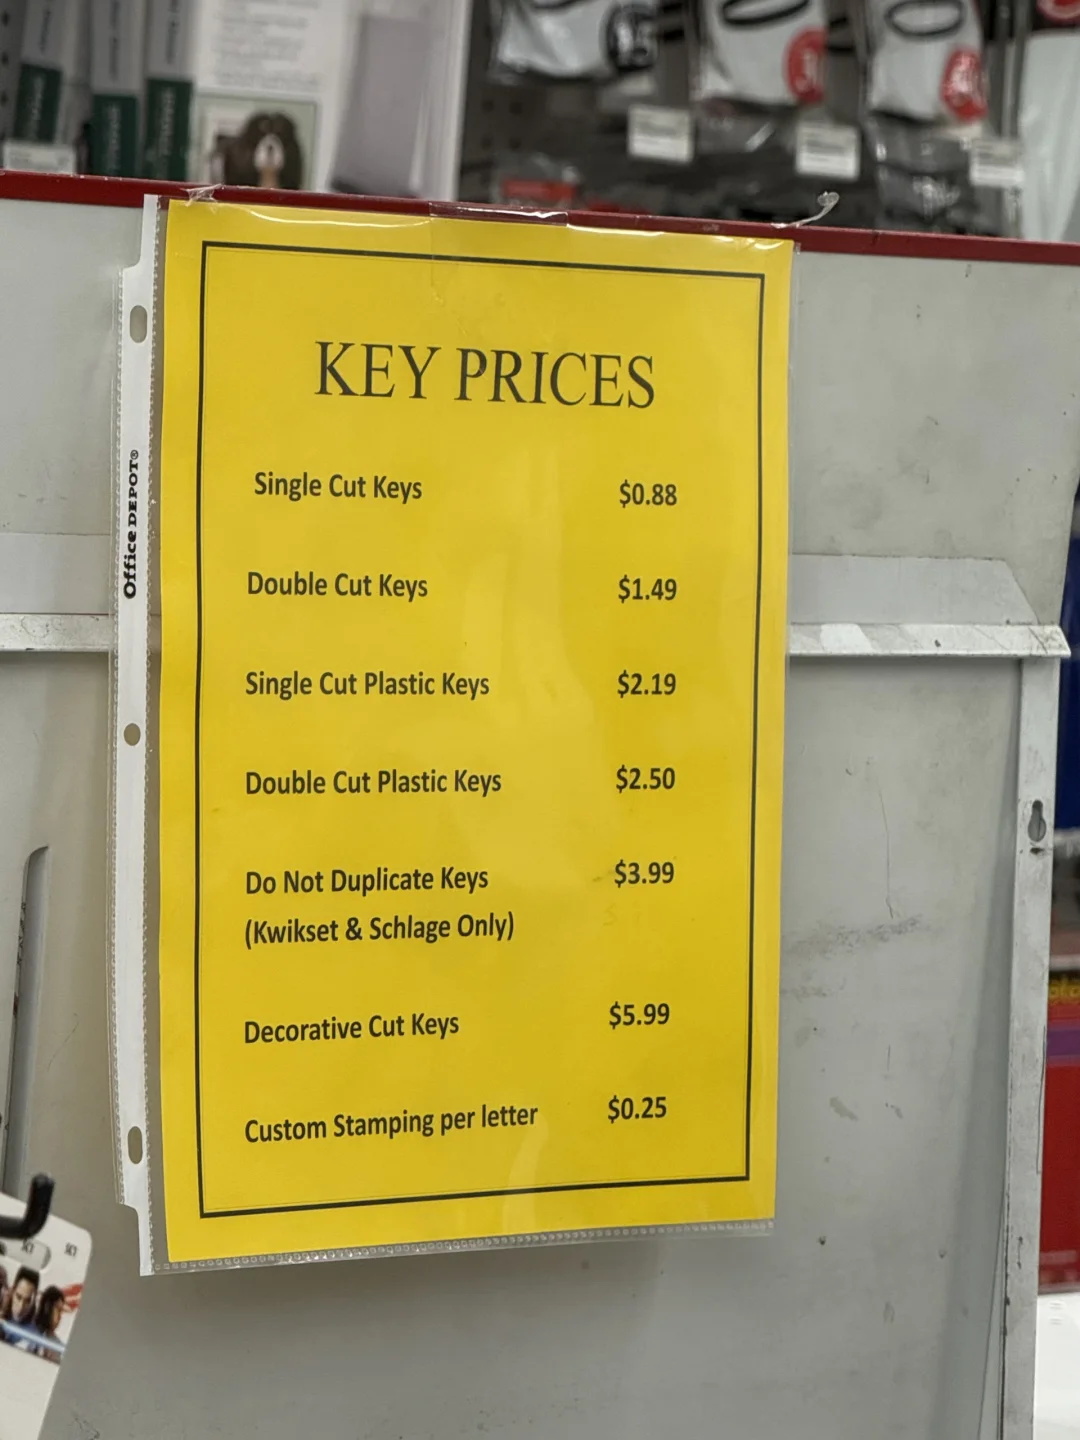 KEY PRICES
Single Cut Keys $0.88
Double Cut Keys $1.49
Single Cut Plastic Keys $2.19
Double Cut Plastic Keys $2.50
Do Not Duplicate Keys $3.99
(Kwikset & Schlage Only)
Decorative Cut Keys $5.99
Custom Stamping per letter $0.25
Office DEPOT®